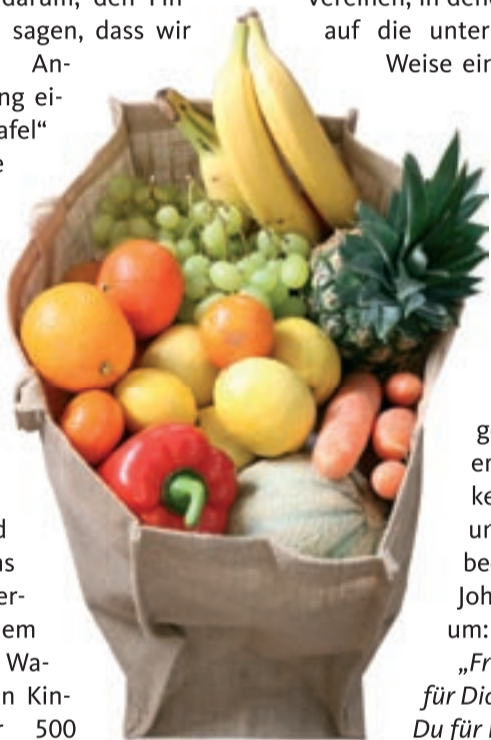 sagen, dass wir
An-
ng ei-
afel“
e
d
ns
er-
em
Wa-
n Kin-
r 500
auf die unter
Weise ein
g
er
ke
un
be
Joh
um:
„Fr
für Dic
Du für